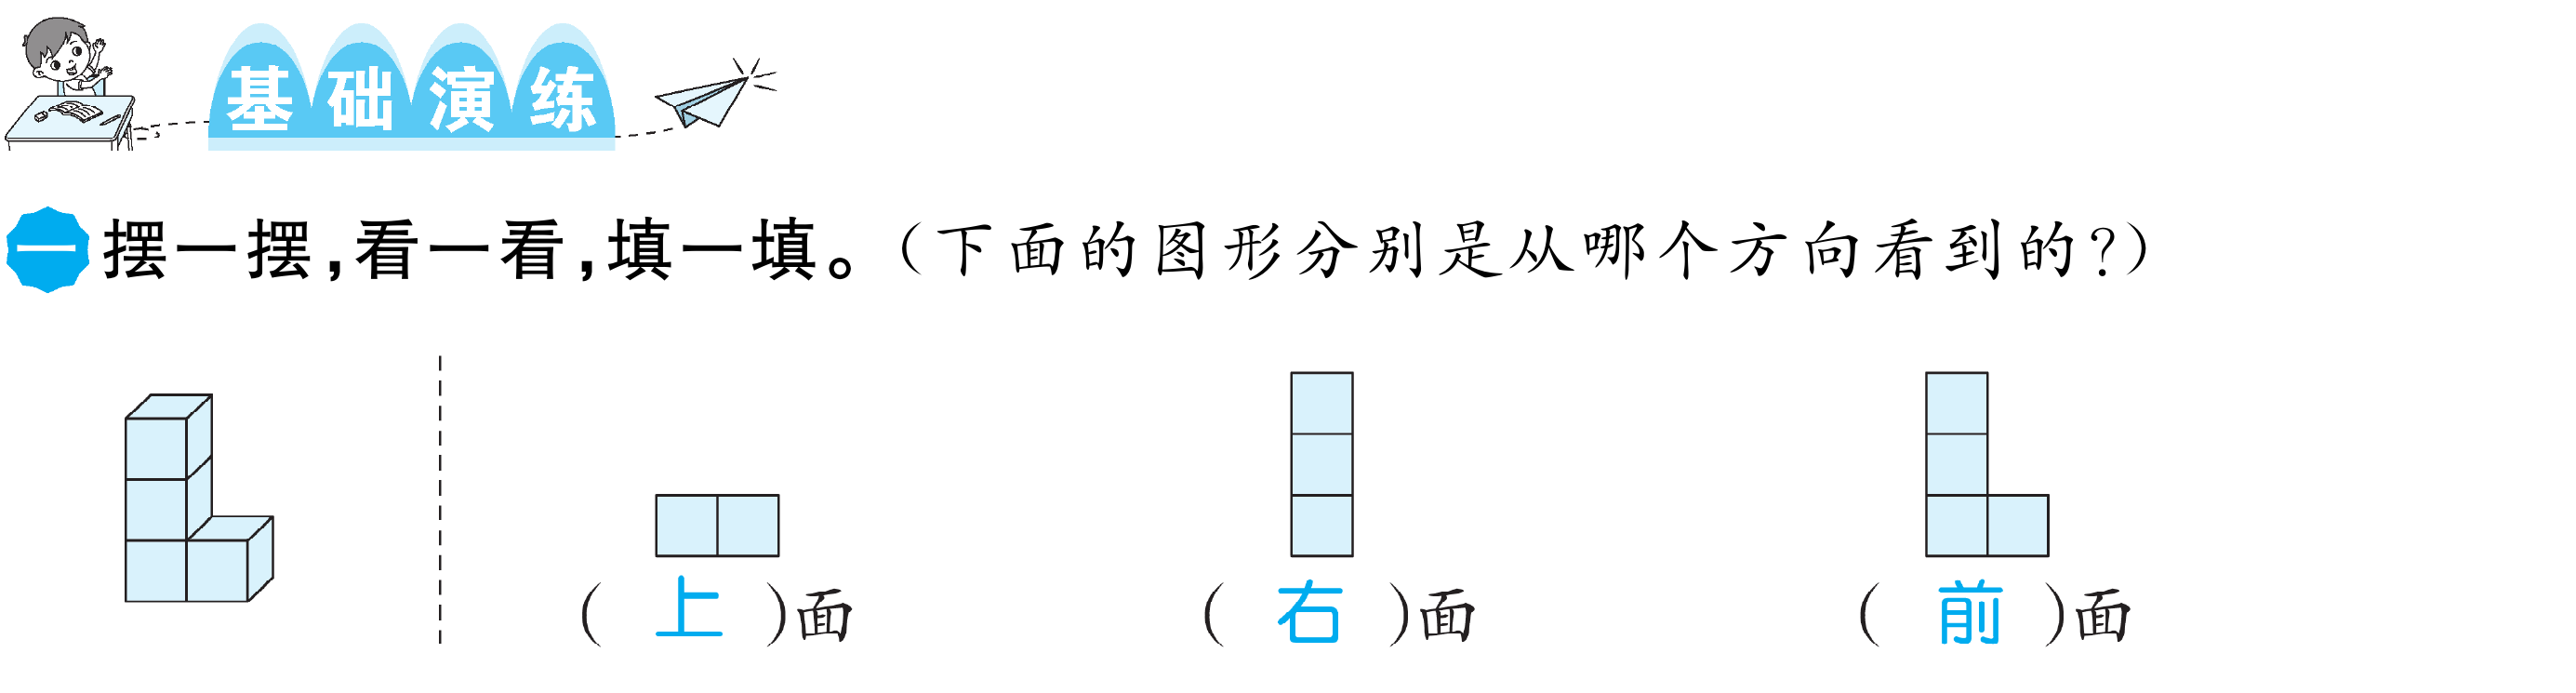 基础演练
一 摆一摆,看一看,填一填。(下面的图形分别是从哪个方向看到的?)
( 上 )面 ( 右 )面 ( 前 )面